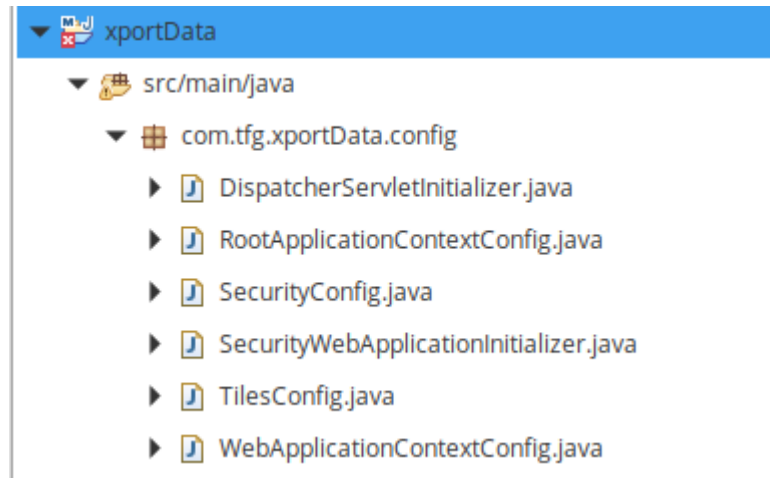 xportData
src/main/java
com.tfg.xportData.config
DispatcherServletInitializer.java
RootApplicationContextConfig.java
SecurityConfig.java
SecurityWebApplicationInitializer.java
TilesConfig.java
WebApplicationContextConfig.java